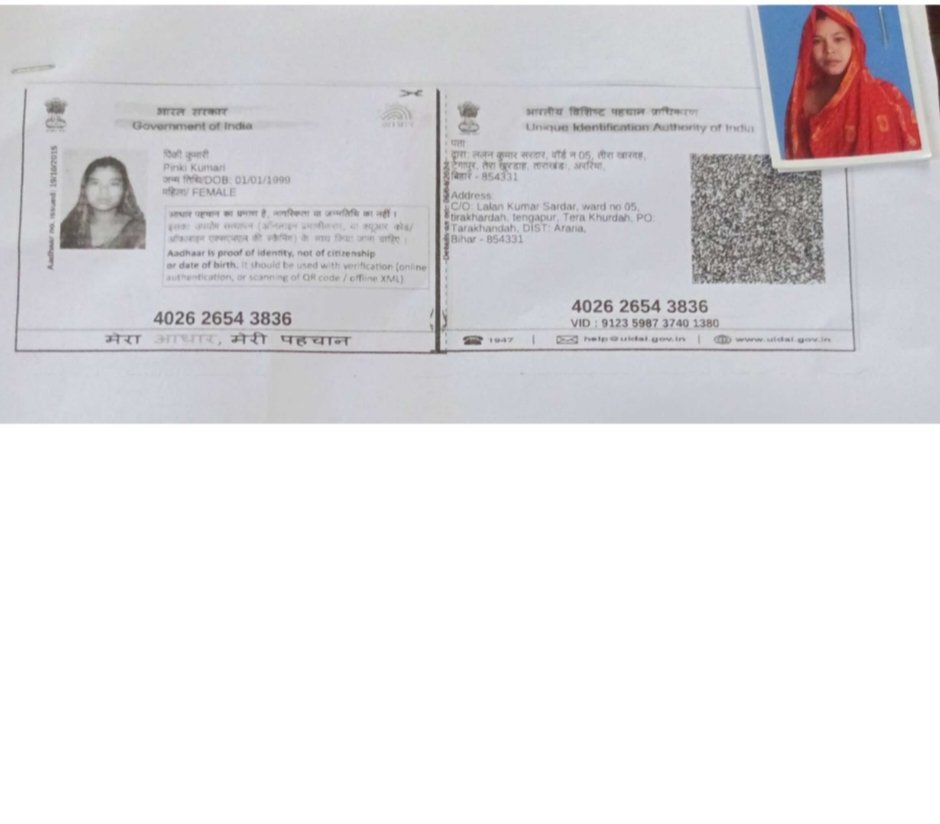 भारत सरकार
Government of India
Aadhaar no. issued: 19/10/2015
पिंकी कुमारी
Pinki Kumari
जन्म तिथि/DOB: 01/01/1999
महिला/ FEMALE
आधार पहचान का प्रमाण है, नागरिकता या जन्मतिथि का नहीं ।
इसका उपयोग सत्यापन (ऑनलाइन प्रमाणीकरण, या क्यूआर कोड/
ऑफलाइन एक्सएमएल की स्कैनिंग) के साथ किया जाना चाहिए ।
Aadhaar is proof of identity, not of citizenship
or date of birth. It should be used with verification (online
authentication, or scanning of QR code / offline XML)
4026 2654 3836
मेरा आधार, मेरी पहचान
भारतीय विशिष्ट पहचान प्राधिकरण
Unique Identification Authority of India
Details as on:
पता:
द्वारा: ललन कुमार सरदार, वॉर्ड न 05, तीरा खारदह,
टेंगापुर, तेरा खुरदाह, ताराखंड, अररिया,
बिहार - 854331
Address:
C/O: Lalan Kumar Sardar, ward no 05,
tirakhardah, tengapur, Tera Khurdah, PO:
Tarakhandah, DIST: Araria,
Bihar - 854331
4026 2654 3836
VID : 9123 5987 3740 1380
1947 | help@uidai.gov.in | www.uidai.gov.in